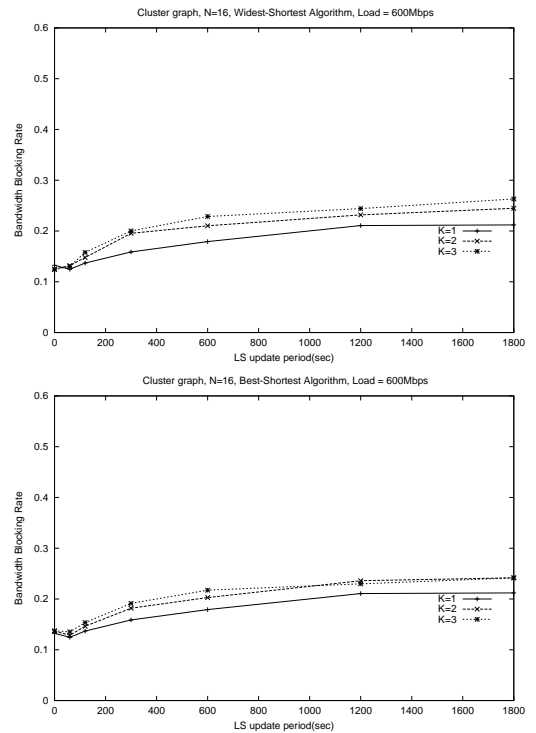 Cluster graph, N=16, Widest-Shortest Algorithm, Load = 600Mbps
0.6
0.5
0.4
0.3
0.2
0.1
0
Bandwidth Blocking Rate
K=1
K=2
K=3
0 200 400 600 800 1000 1200 1400 1600 1800
LS update period(sec)
Cluster graph, N=16, Best-Shortest Algorithm, Load = 600Mbps
0.6
0.5
0.4
0.3
0.2
0.1
0
Bandwidth Blocking Rate
K=1
K=2
K=3
0 200 400 600 800 1000 1200 1400 1600 1800
LS update period(sec)